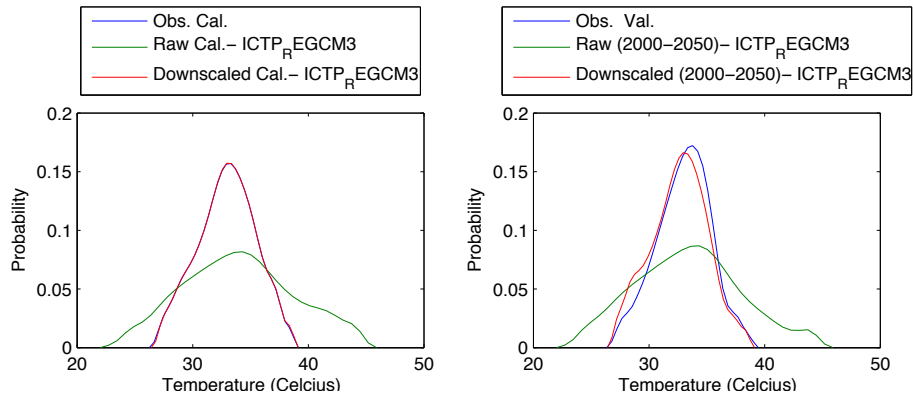 Obs. Cal.
Raw Cal.− ICTP_REGCM3
Downscaled Cal.− ICTP_REGCM3
0.2
0.15
0.1
0.05
0
20
30
40
50
Probability
Temperature (Celcius)
Obs. Val.
Raw (2000−2050)− ICTP_REGCM3
Downscaled (2000−2050)− ICTP_REGCM3
0.2
0.15
0.1
0.05
0
20
30
40
50
Probability
Temperature (Celcius)